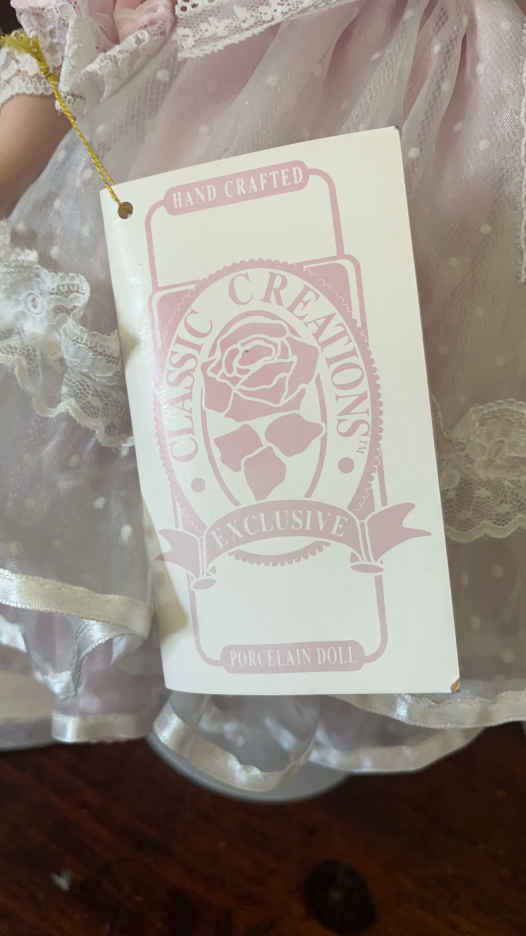 HAND CRAFTED
CLASSIC CREATIONS™
EXCLUSIVE
PORCELAIN DOLL